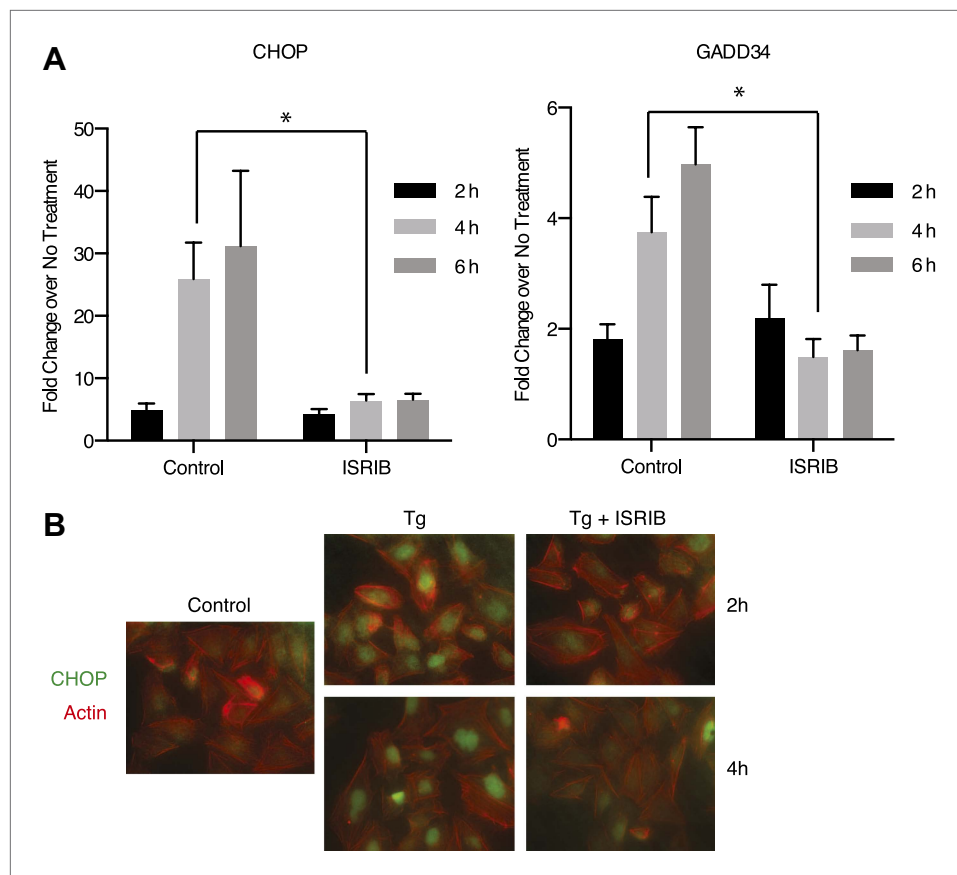 A
CHOP
Fold Change over No Treatment
50
40
30
20
10
0
*
2 h
4 h
6 h
Control
ISRIB
GADD34
Fold Change over No Treatment
6
4
2
0
*
2 h
4 h
6 h
Control
ISRIB
B
Tg
Tg + ISRIB
Control
2h
CHOP
Actin
4h